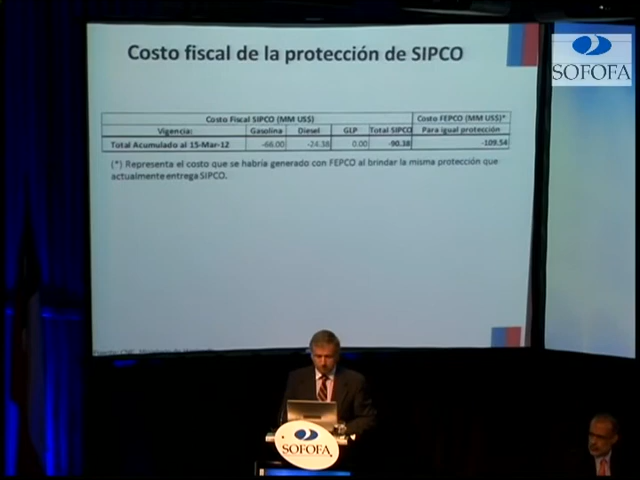 SOFOFA
Costo fiscal de la protección de SIPCO
Costo Fiscal SIPCO (MM US$) Costo FEPCO (MM US$)*
Vigencia: Gasolina Diesel GLP Total SIPCO Para igual protección
Total Acumulado al 15-Mar-12 -66.00 -24.38 0.00 -90.38 -109.54
(*) Representa el costo que se habría generado con FEPCO al brindar la misma protección que
actualmente entrega SIPCO.
SOFOFA